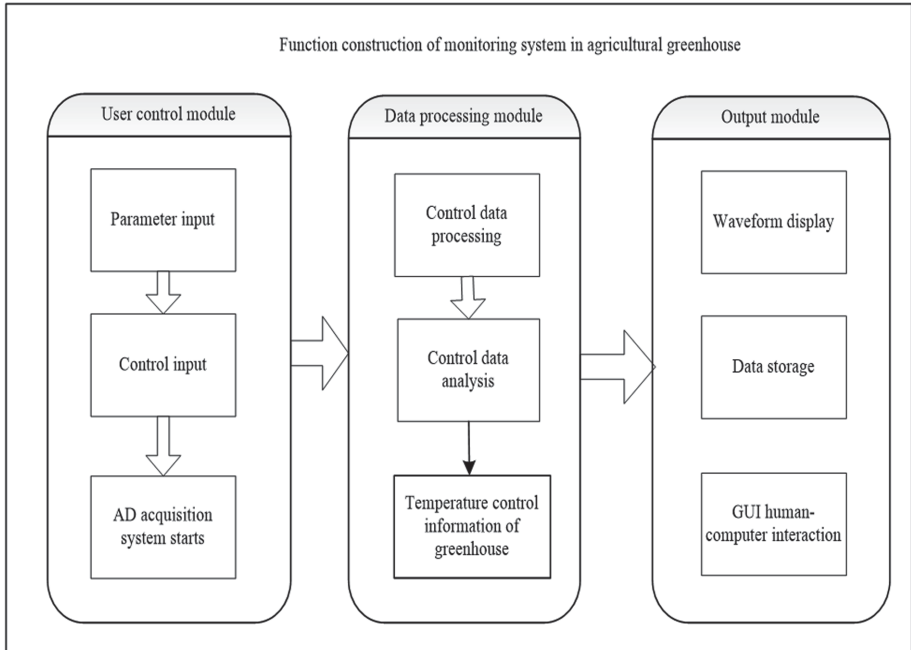 Function construction of monitoring system in agricultural greenhouse
User control module
Parameter input
Control input
AD acquisition
system starts
Data processing module
Control data
processing
Control data
analysis
Temperature control
information of
greenhouse
Output module
Waveform display
Data storage
GUI human-
computer interaction